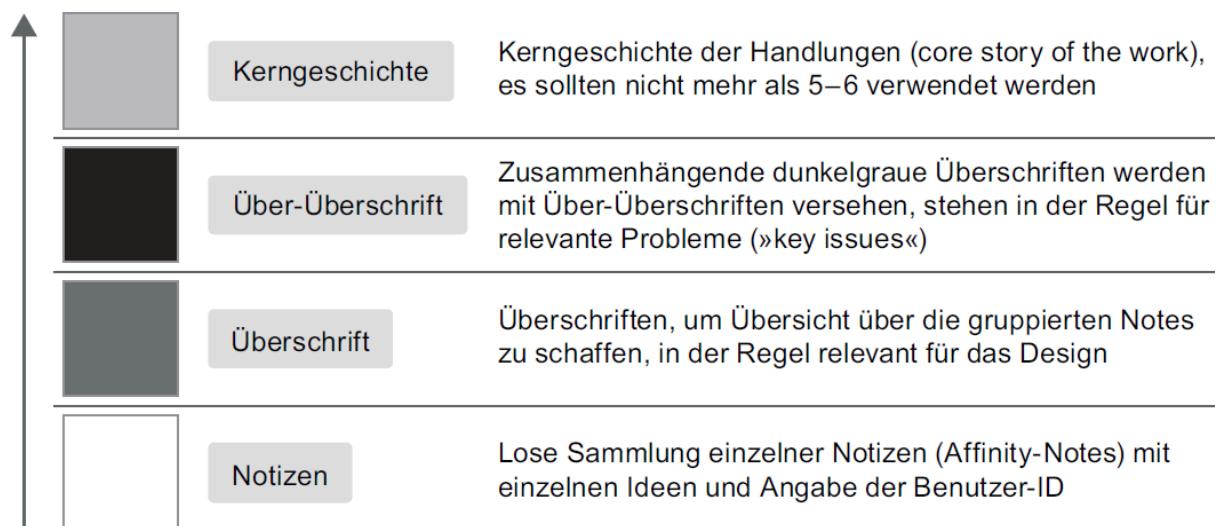 Kerngeschichte
Kerngeschichte der Handlungen (core story of the work),
es sollten nicht mehr als 5–6 verwendet werden
Über-Überschrift
Zusammenhängende dunkelgraue Überschriften werden
mit Über-Überschriften versehen, stehen in der Regel für
relevante Probleme (»key issues«)
Überschrift
Überschriften, um Übersicht über die gruppierten Notes
zu schaffen, in der Regel relevant für das Design
Notizen
Lose Sammlung einzelner Notizen (Affinity-Notes) mit
einzelnen Ideen und Angabe der Benutzer-ID